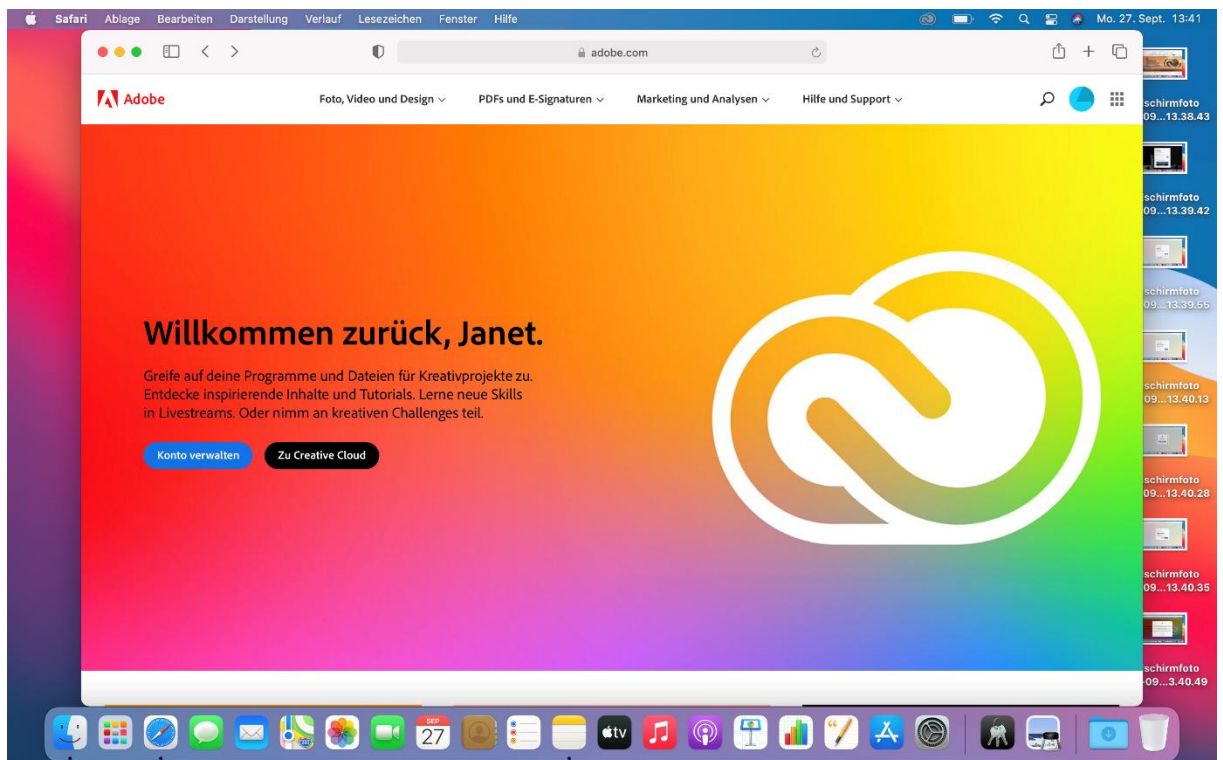 Safari Ablage Bearbeiten Darstellung Verlauf Lesezeichen Fenster Hilfe Mo. 27. Sept. 13:41
adobe.com
Adobe Foto, Video und Design PDFs und E-Signaturen Marketing und Analysen Hilfe und Support
schirmfoto
09...13.38.43
schirmfoto
09...13.39.42
schirmfoto
09...13.39.55
schirmfoto
09...13.40.13
schirmfoto
09...13.40.28
schirmfoto
09...13.40.35
schirmfoto
-09...3.40.49
Willkommen zurück, Janet.
Greife auf deine Programme und Dateien für Kreativprojekte zu.
Entdecke inspirierende Inhalte und Tutorials. Lerne neue Skills
in Livestreams. Oder nimm an kreativen Challenges teil.
Konto verwalten Zu Creative Cloud
SEP
27
tv